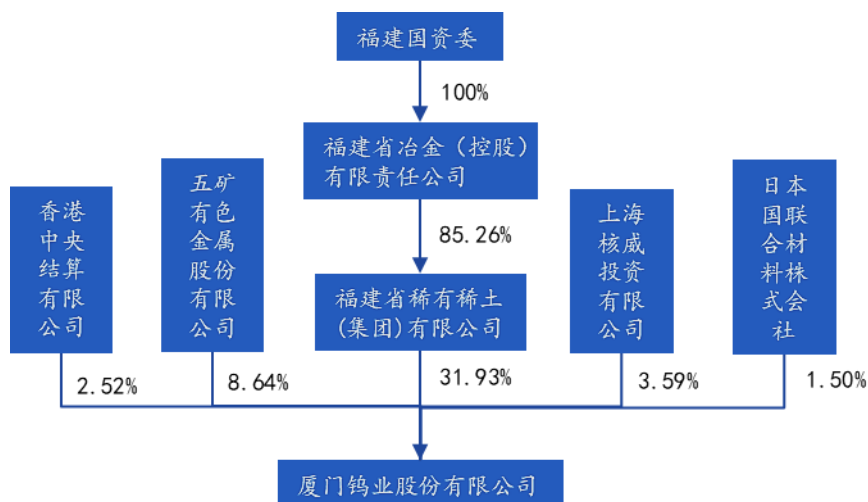 福建国资委
100%
福建省冶金（控股）
有限责任公司
85.26%
香港
中央
结算
有限
公司
五矿
有色
金属
股份
有限
公司
福建省稀有稀土
(集团)有限公司
上海
核威
投资
有限
公司
日本
国联
合材
料株
式会
社
2.52%
8.64%
31.93%
3.59%
1.50%
厦门钨业股份有限公司